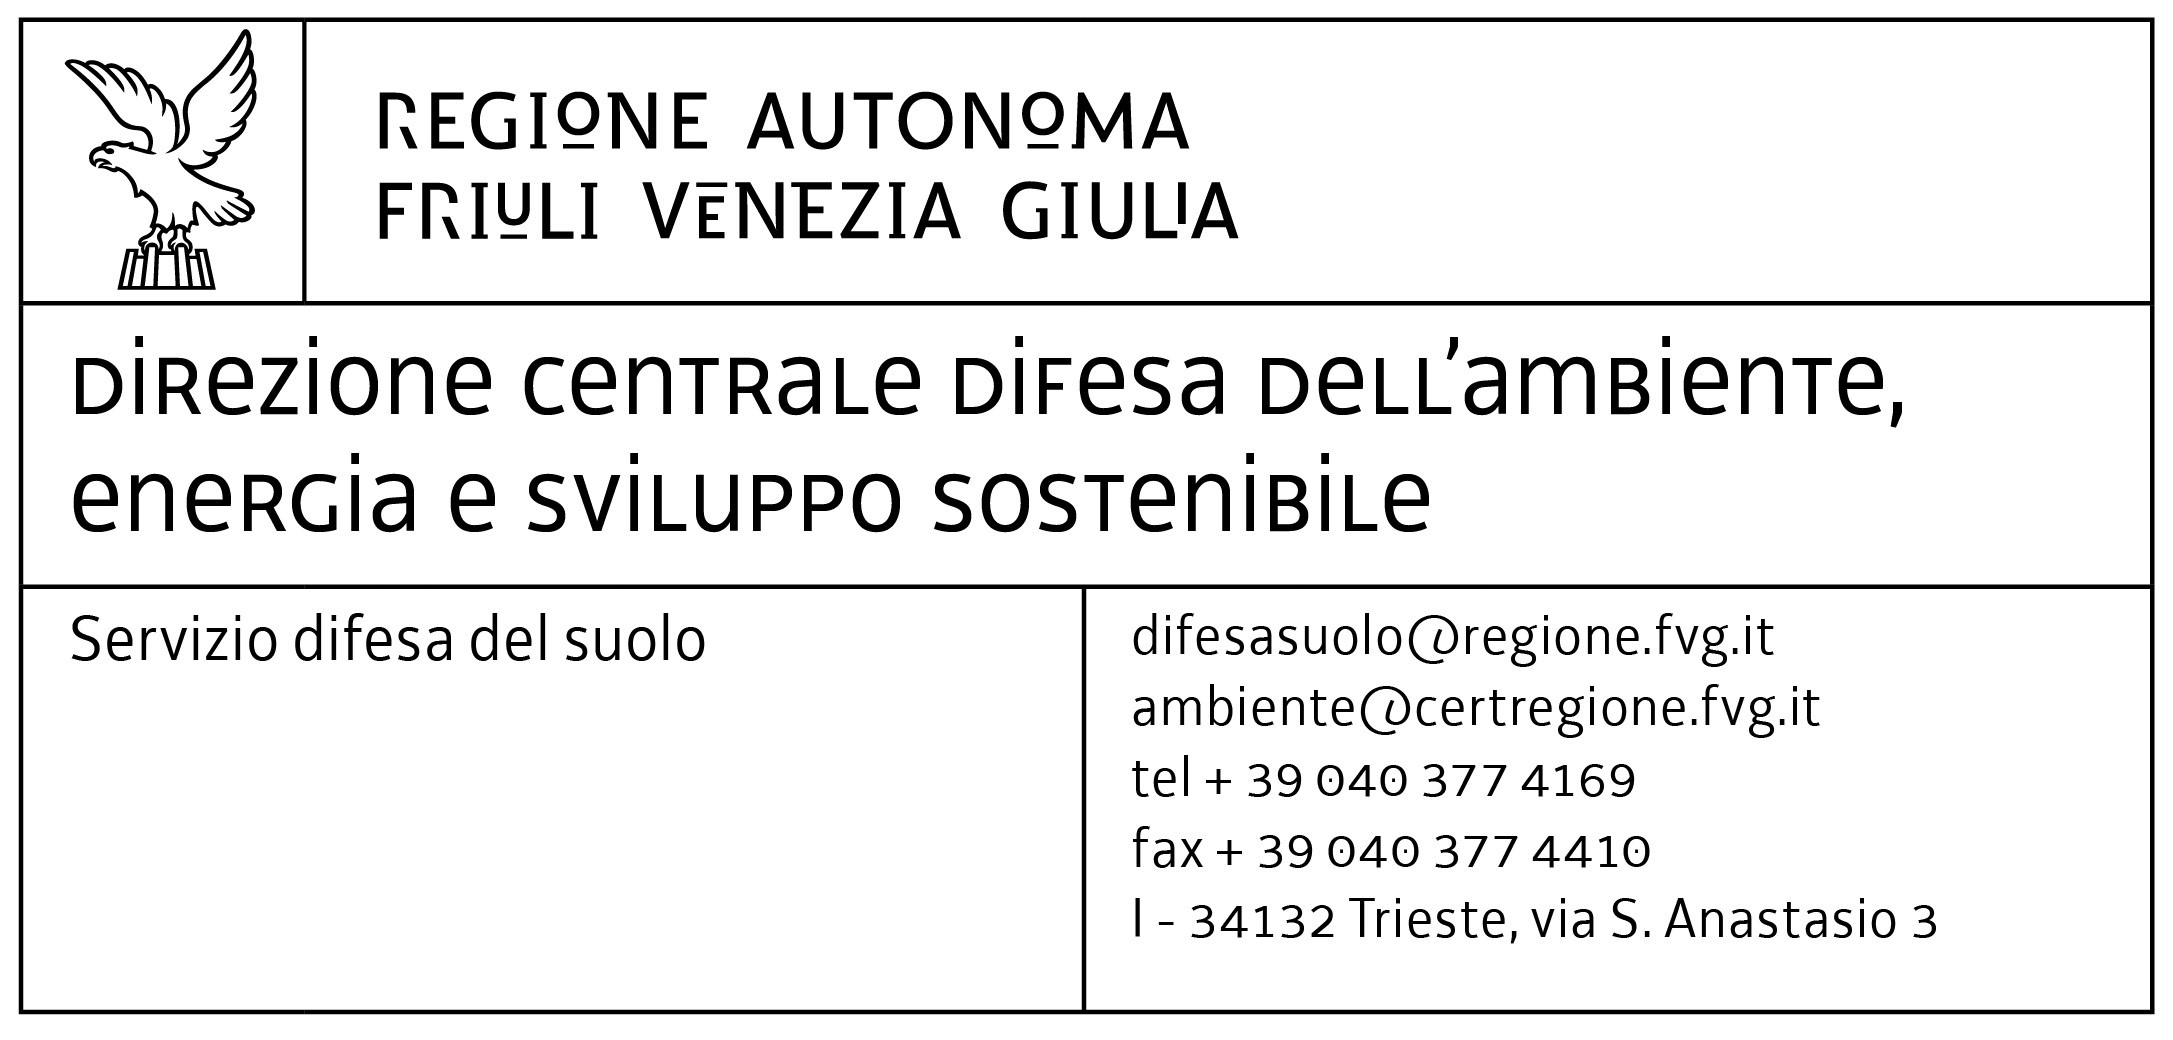 REGIONE AUTONOMA
FRIULI VENEZIA GIULIA
Direzione centrale difesa dell'ambiente,
energia e sviluppo sostenibile
Servizio difesa del suolo
difesasuolo@regione.fvg.it
ambiente@certregione.fvg.it
tel + 39 040 377 4169
fax + 39 040 377 4410
I - 34132 Trieste, via S. Anastasio 3